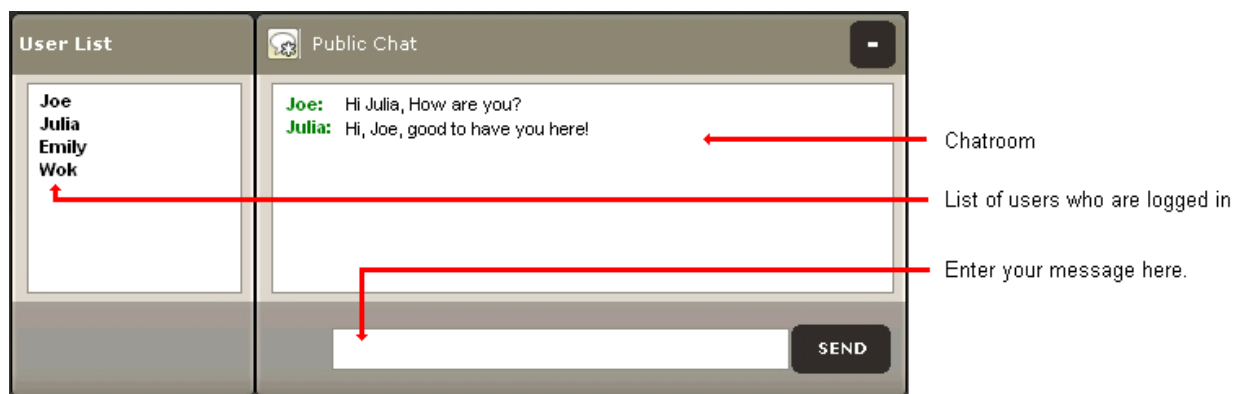 User List
Joe
Julia
Emily
Wok
Public Chat
-
Joe: Hi Julia, How are you?
Julia: Hi, Joe, good to have you here!
SEND
Chatroom
List of users who are logged in
Enter your message here.